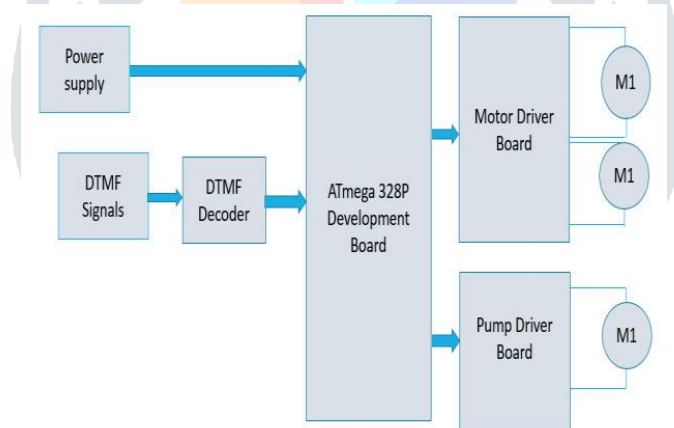 Power
supply
DTMF
Signals
DTMF
Decoder
ATmega 328P
Development
Board
Motor Driver
Board
M1
M1
Pump Driver
Board
M1